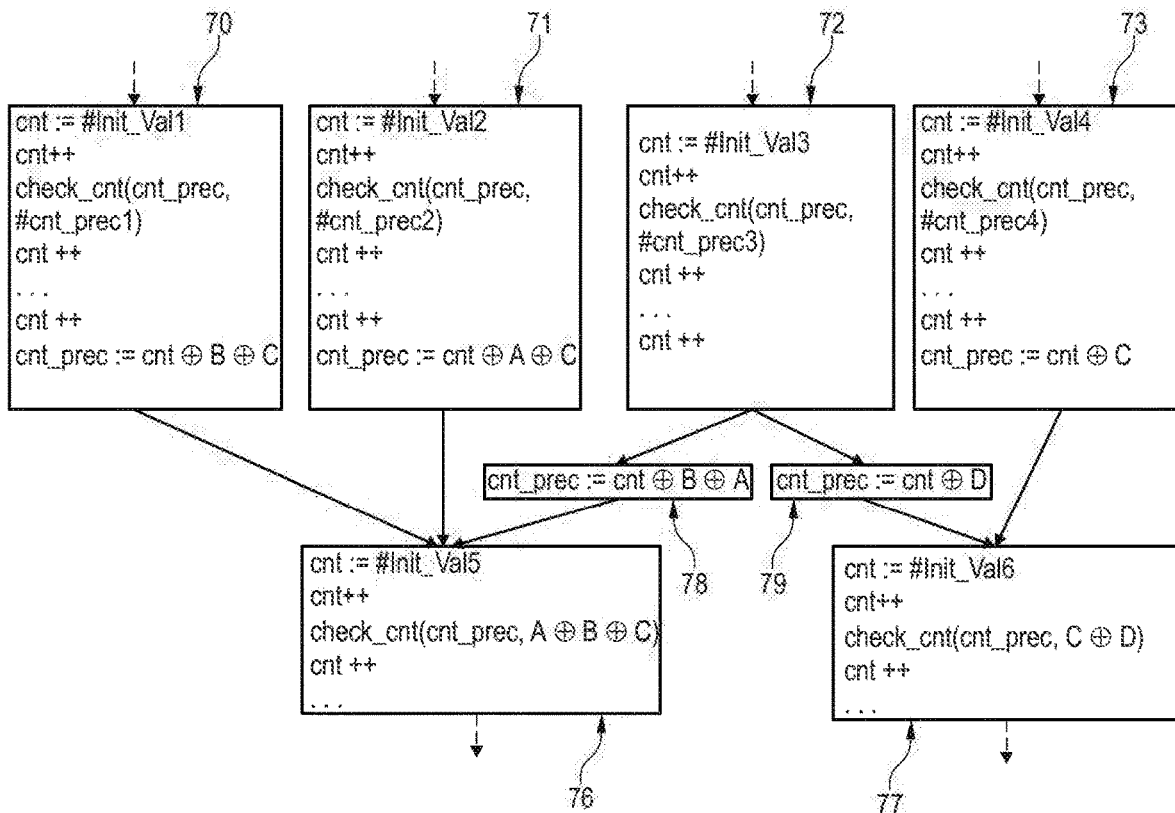 70
71
72
73
cnt := #Init_Val1
cnt++
check_cnt(cnt_prec,
#cnt_prec1)
cnt ++
. . .
cnt ++
cnt_prec := cnt ⊕ B ⊕ C
cnt := #Init_Val2
cnt++
check_cnt(cnt_prec,
#cnt_prec2)
cnt ++
. . .
cnt ++
cnt_prec := cnt ⊕ A ⊕ C
cnt := #Init_Val3
cnt++
check_cnt(cnt_prec,
#cnt_prec3)
cnt ++
. . .
cnt ++
cnt := #Init_Val4
cnt++
check_cnt(cnt_prec,
#cnt_prec4)
cnt ++
. . .
cnt ++
cnt_prec := cnt ⊕ C
cnt_prec := cnt ⊕ B ⊕ A
cnt_prec := cnt ⊕ D
78
79
cnt := #Init_Val5
cnt++
check_cnt(cnt_prec, A ⊕ B ⊕ C)
cnt ++
. . .
cnt := #Init_Val6
cnt++
check_cnt(cnt_prec, C ⊕ D)
cnt ++
. . .
76
77